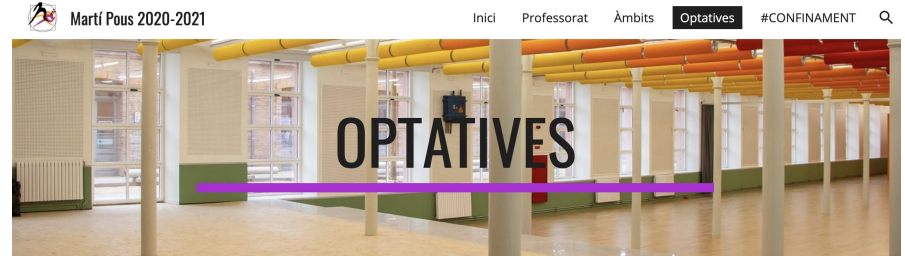 Martí Pous 2020-2021
Inici Professorat Àmbits Optatives #CONFINAMENT
OPTATIVES